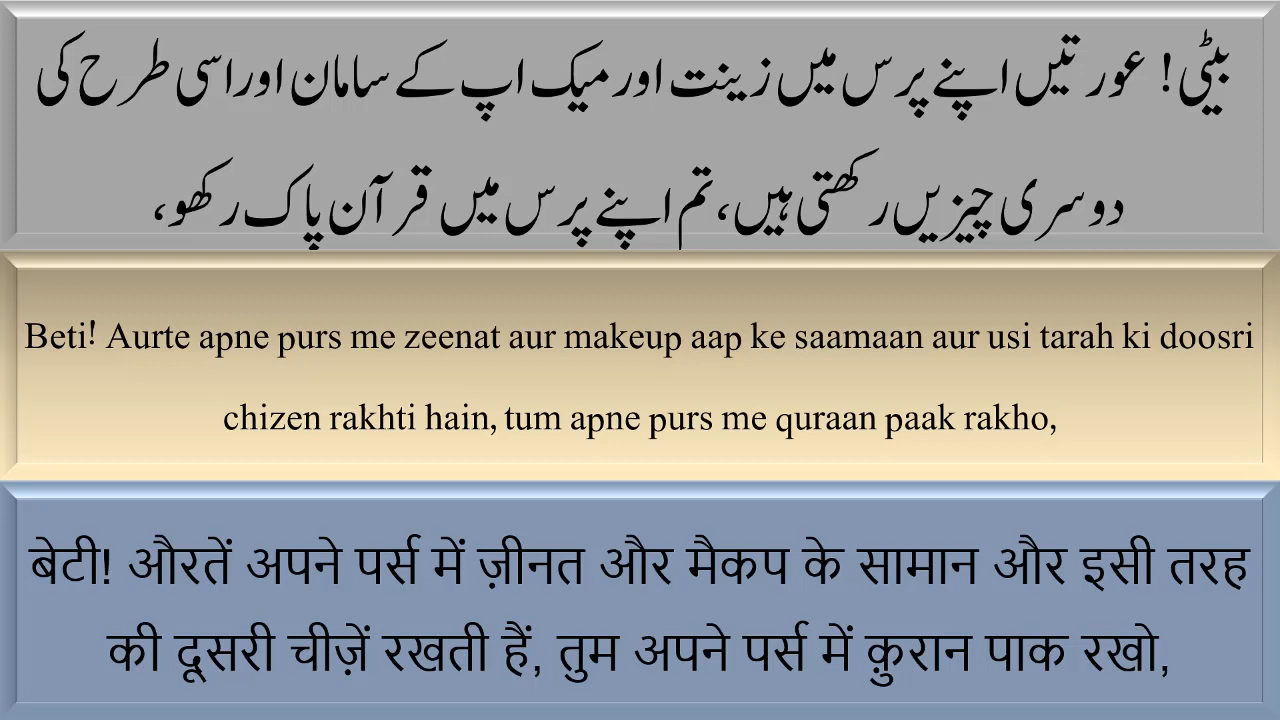 بیٹی! عورتیں اپنے پرس میں زینت اور میک اپ کے سامان اور اسی طرح کی
دوسری چیزیں رکھتی ہیں، تم اپنے پرس میں قرآن پاک رکھو،
Beti! Aurte apne purs me zeenat aur makeup aap ke saamaan aur usi tarah ki doosri
chizen rakhti hain, tum apne purs me quraan paak rakho,
बेटी! औरतें अपने पर्स में ज़ीनत और मैकप के सामान और इसी तरह
की दूसरी चीज़ें रखती हैं, तुम अपने पर्स में क़ुरान पाक रखो,